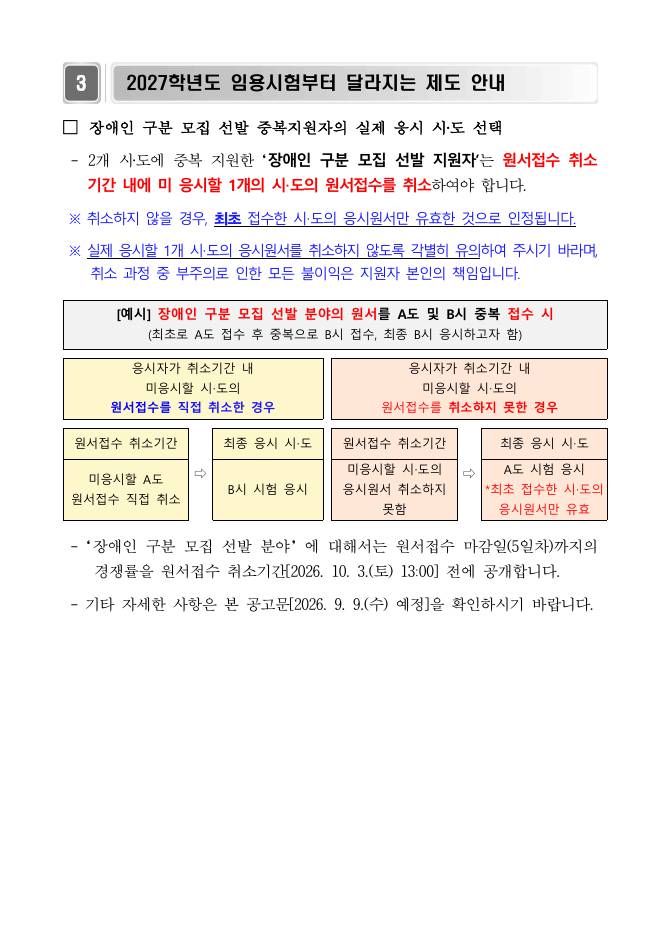 3 2027학년도 임용시험부터 달라지는 제도 안내
□ 장애인 구분 모집 선발 중복지원자의 실제 응시 시·도 선택
- 2개 시·도에 중복 지원한 ‘장애인 구분 모집 선발 지원자’는 원서접수 취소
기간 내에 미 응시할 1개의 시·도의 원서접수를 취소하여야 합니다.
※ 취소하지 않을 경우, 최초 접수한 시·도의 응시원서만 유효한 것으로 인정됩니다.
※ 실제 응시할 1개 시·도의 응시원서를 취소하지 않도록 각별히 유의하여 주시기 바라며,
취소 과정 중 부주의로 인한 모든 불이익은 지원자 본인의 책임입니다.
[예시] 장애인 구분 모집 선발 분야의 원서를 A도 및 B시 중복 접수 시
(최초로 A도 접수 후 중복으로 B시 접수, 최종 B시 응시하고자 함)
응시자가 취소기간 내
미응시할 시·도의
원서접수를 직접 취소한 경우
응시자가 취소기간 내
미응시할 시·도의
원서접수를 취소하지 못한 경우
원서접수 취소기간
미응시할 A도
원서접수 직접 취소
⇨
최종 응시 시·도
B시 시험 응시
원서접수 취소기간
미응시할 시·도의
응시원서 취소하지
못함
⇨
최종 응시 시·도
A도 시험 응시
*최초 접수한 시·도의
응시원서만 유효
- ‘장애인 구분 모집 선발 분야’ 에 대해서는 원서접수 마감일(5일차)까지의
경쟁률을 원서접수 취소기간[2026. 10. 3.(토) 13:00] 전에 공개합니다.
- 기타 자세한 사항은 본 공고문[2026. 9. 9.(수) 예정]을 확인하시기 바랍니다.